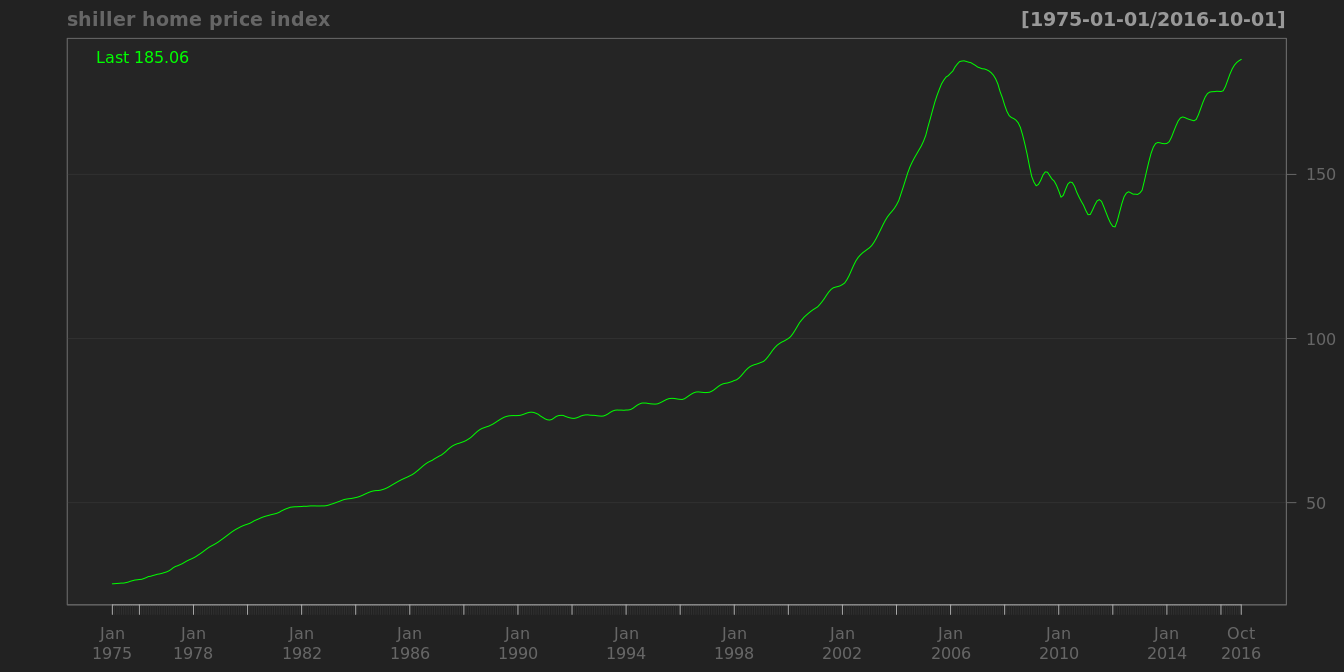 shiller home price index
[1975-01-01/2016-10-01]
Last 185.06
150
100
50
Jan Jan Jan Jan Jan Jan Jan Jan Jan Jan Jan Oct
1975 1978 1982 1986 1990 1994 1998 2002 2006 2010 2014 2016